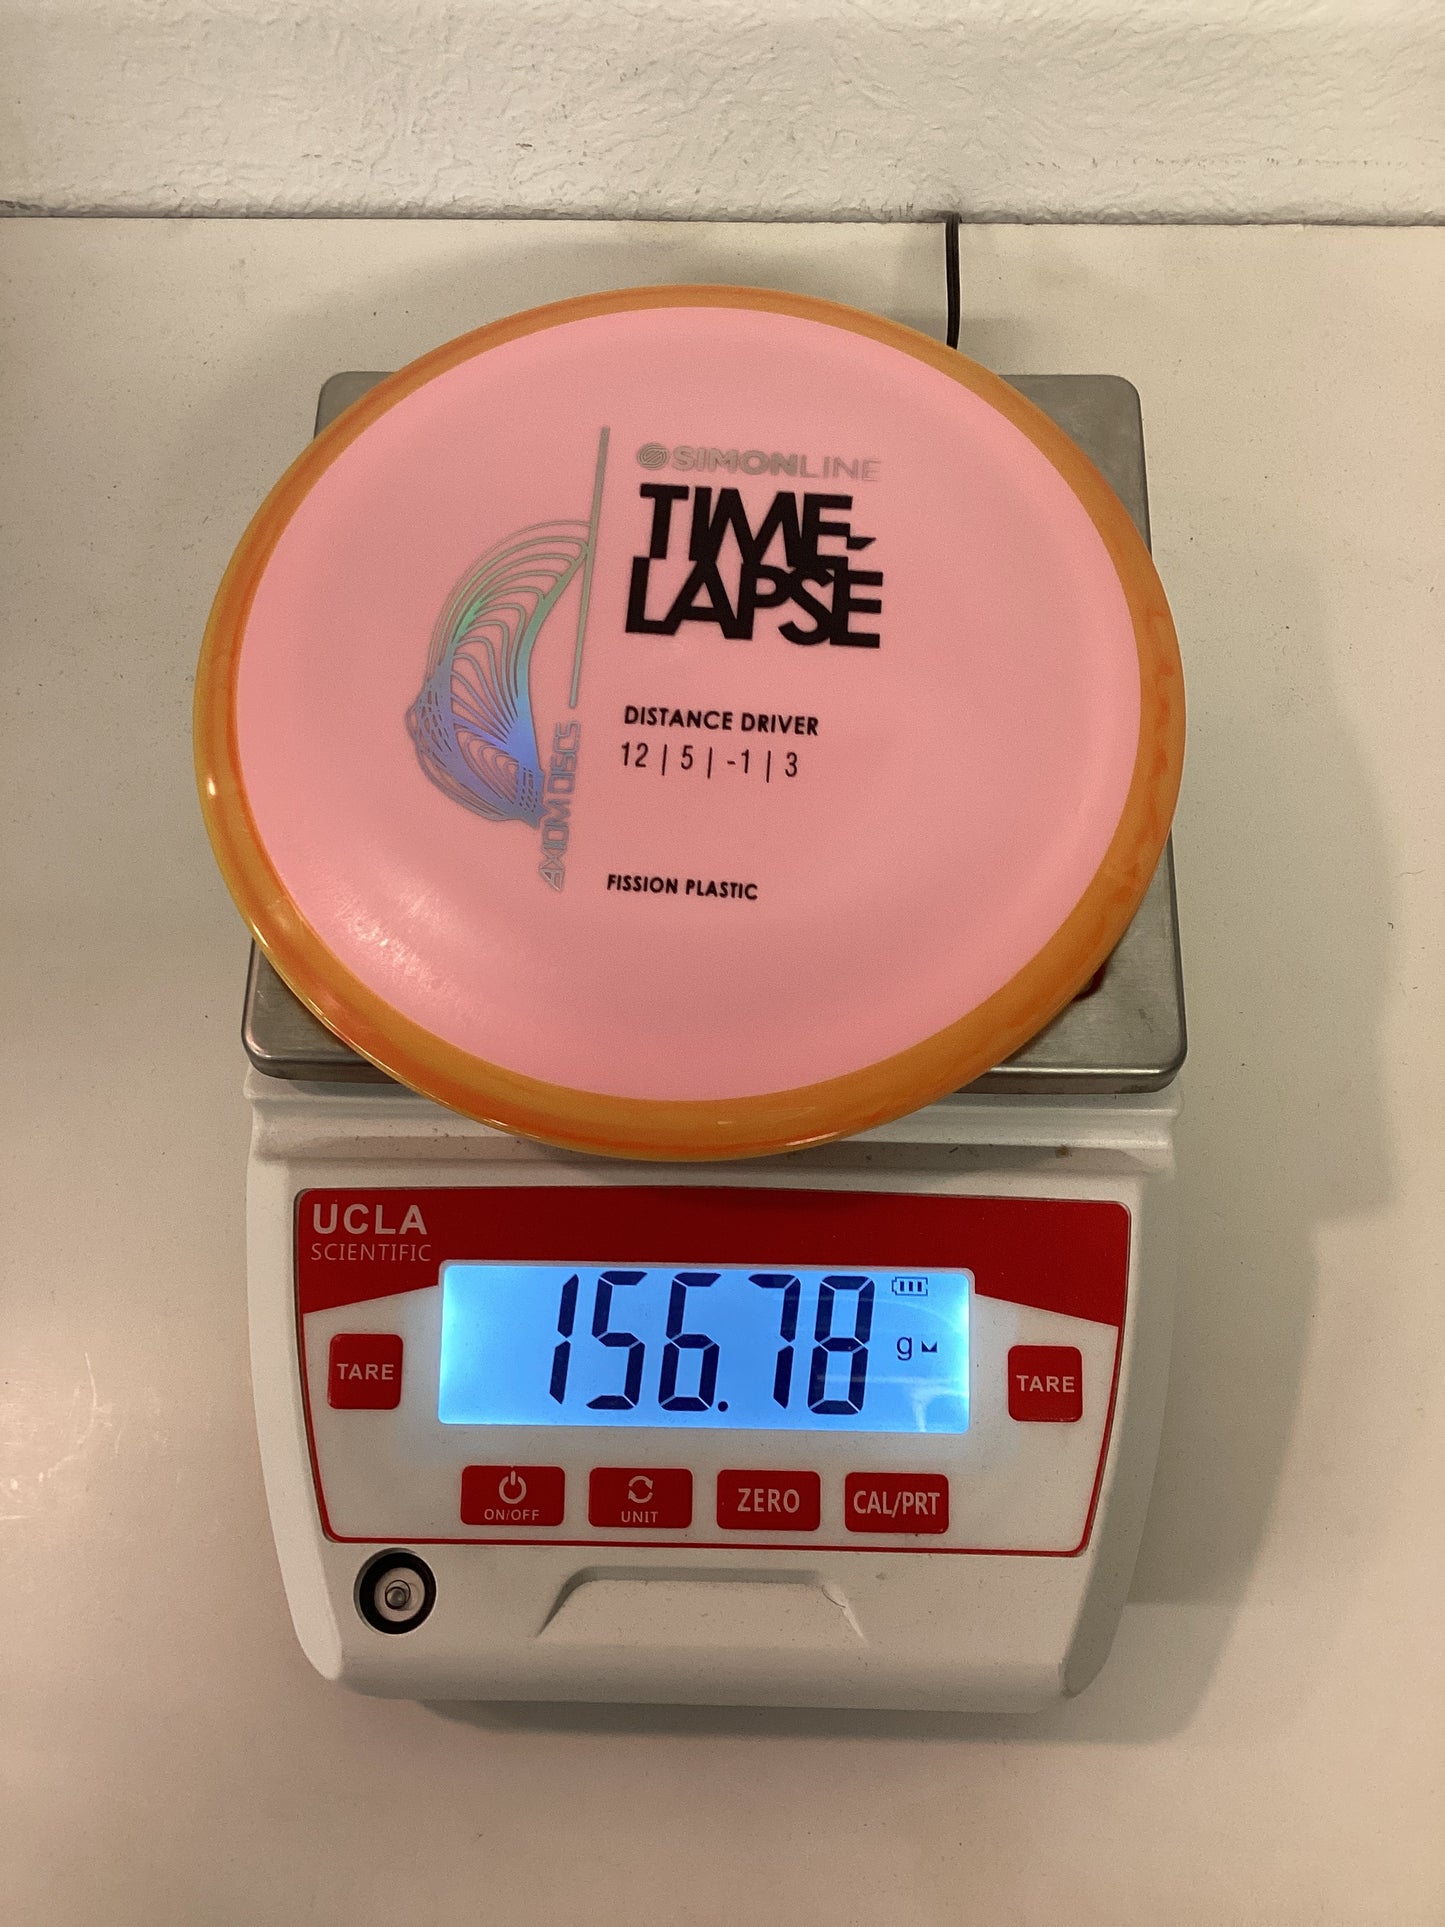 SIMONLINE
TIME-
LAPSE
DISTANCE DRIVER
12 | 5 | -1 | 3
AXIOM DISCS
FISSION PLASTIC
UCLA
SCIENTIFIC
156.78 g
TARE
TARE
ON/OFF
UNIT
ZERO
CAL/PRT